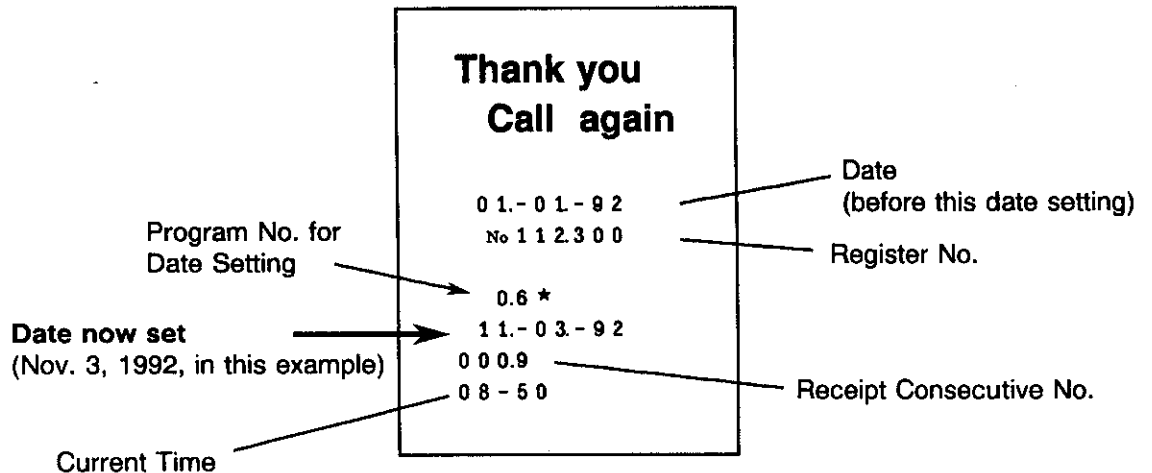 Thank you
Call again
01.-01.-92
Date
(before this date setting)
No 112.300
Register No.
Program No. for
Date Setting
0.6 ★
Date now set
(Nov. 3, 1992, in this example)
11.-03.-92
000.9
Receipt Consecutive No.
08-50
Current Time